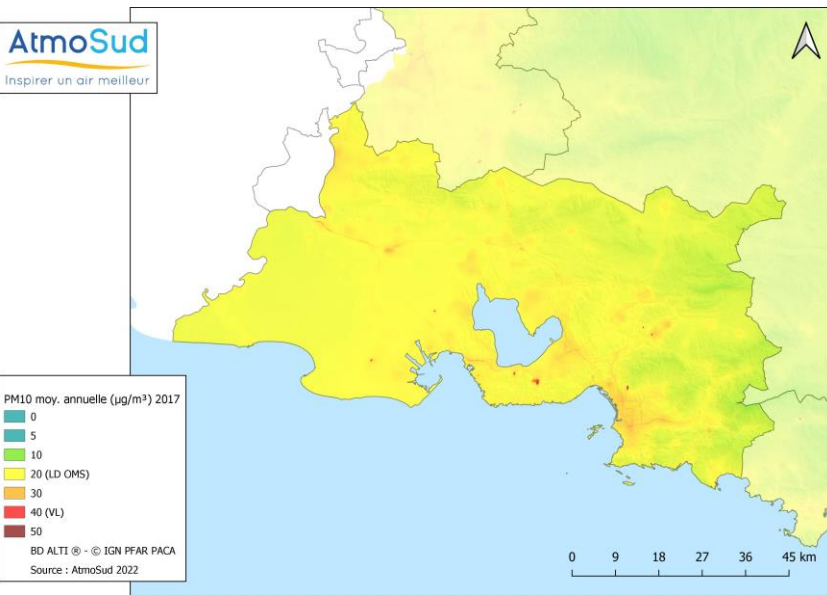 AtmoSud
Inspirer un air meilleur
PM10 moy. annuelle (µg/m³) 2017
0
5
10
20 (LD OMS)
30
40 (VL)
50
BD ALTI ® - © IGN PFAR PACA
Source : AtmoSud 2022
0 9 18 27 36 45 km